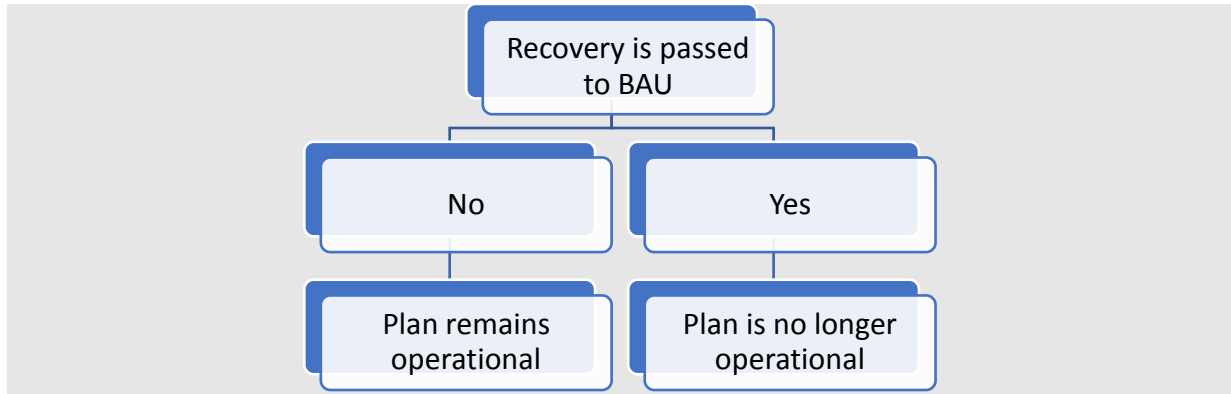 Recovery is passed
to BAU
No
Yes
Plan remains
operational
Plan is no longer
operational